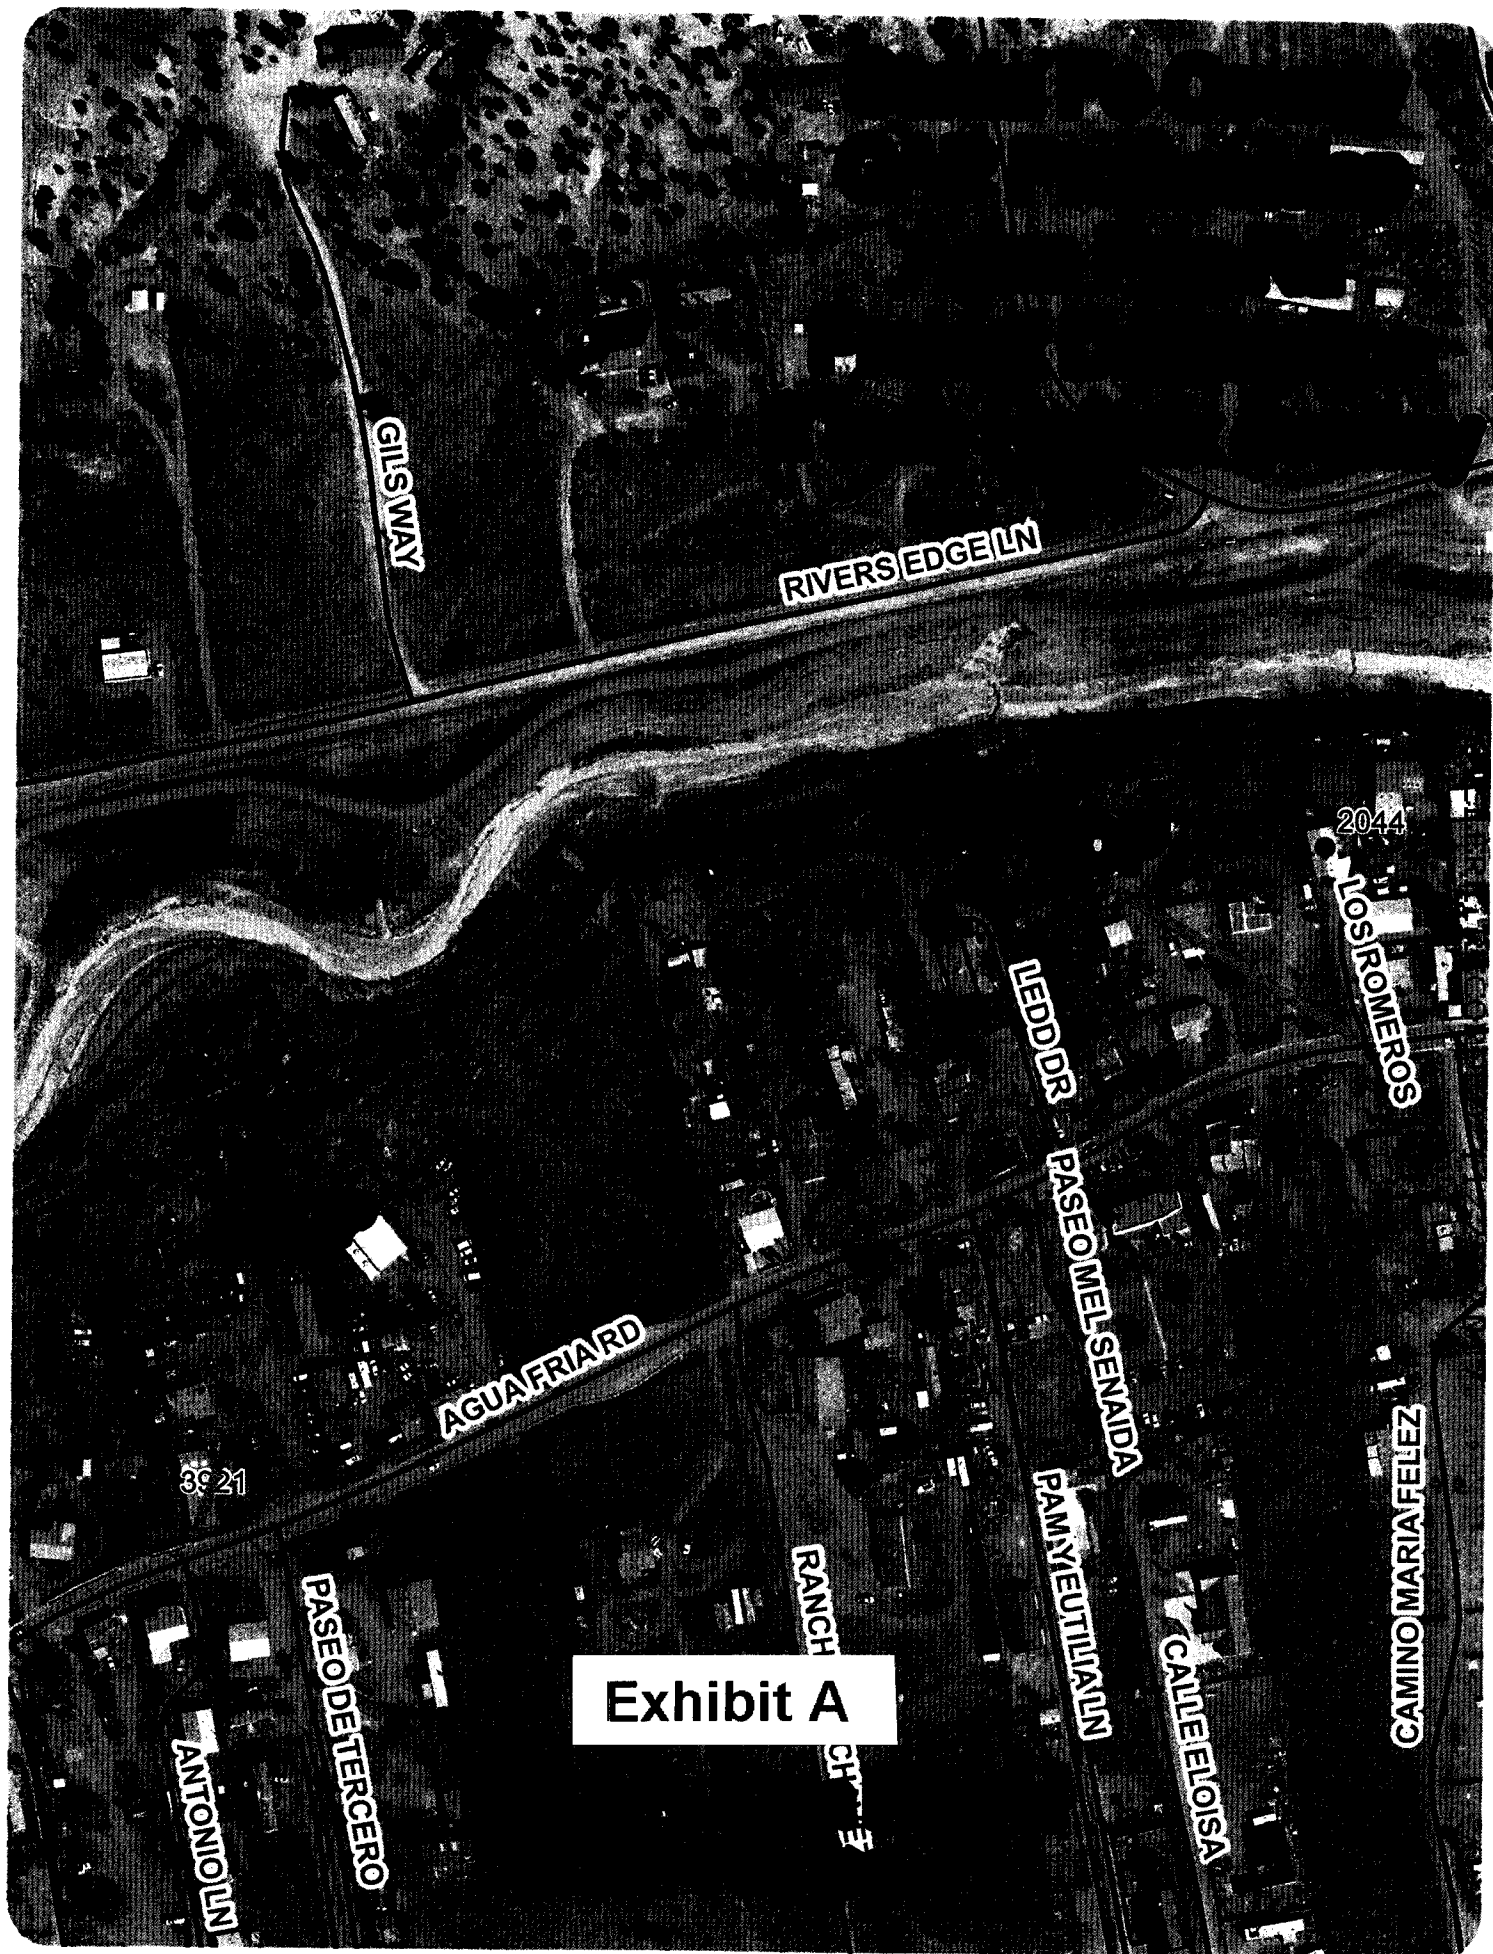 GILS WAY
RIVERS EDGE LN
2044
LOS ROMEROS
LEDD DR
PASEO MEL SENAIDA
AGUA FRIA RD
3921
CAMINO MARIA FELEZ
PAM Y EUTILIA LN
PASEO DE TERCERO
CALLE ELOISA
ANTONIO LN
Exhibit A